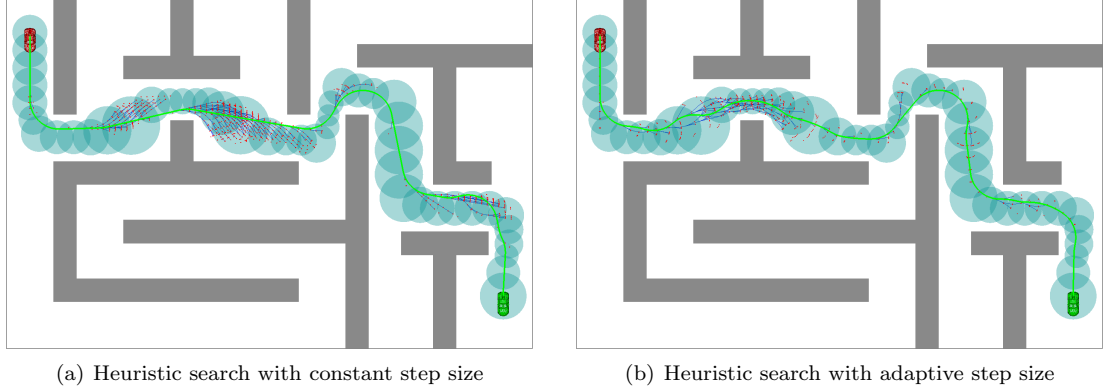 (a) Heuristic search with constant step size
(b) Heuristic search with adaptive step size